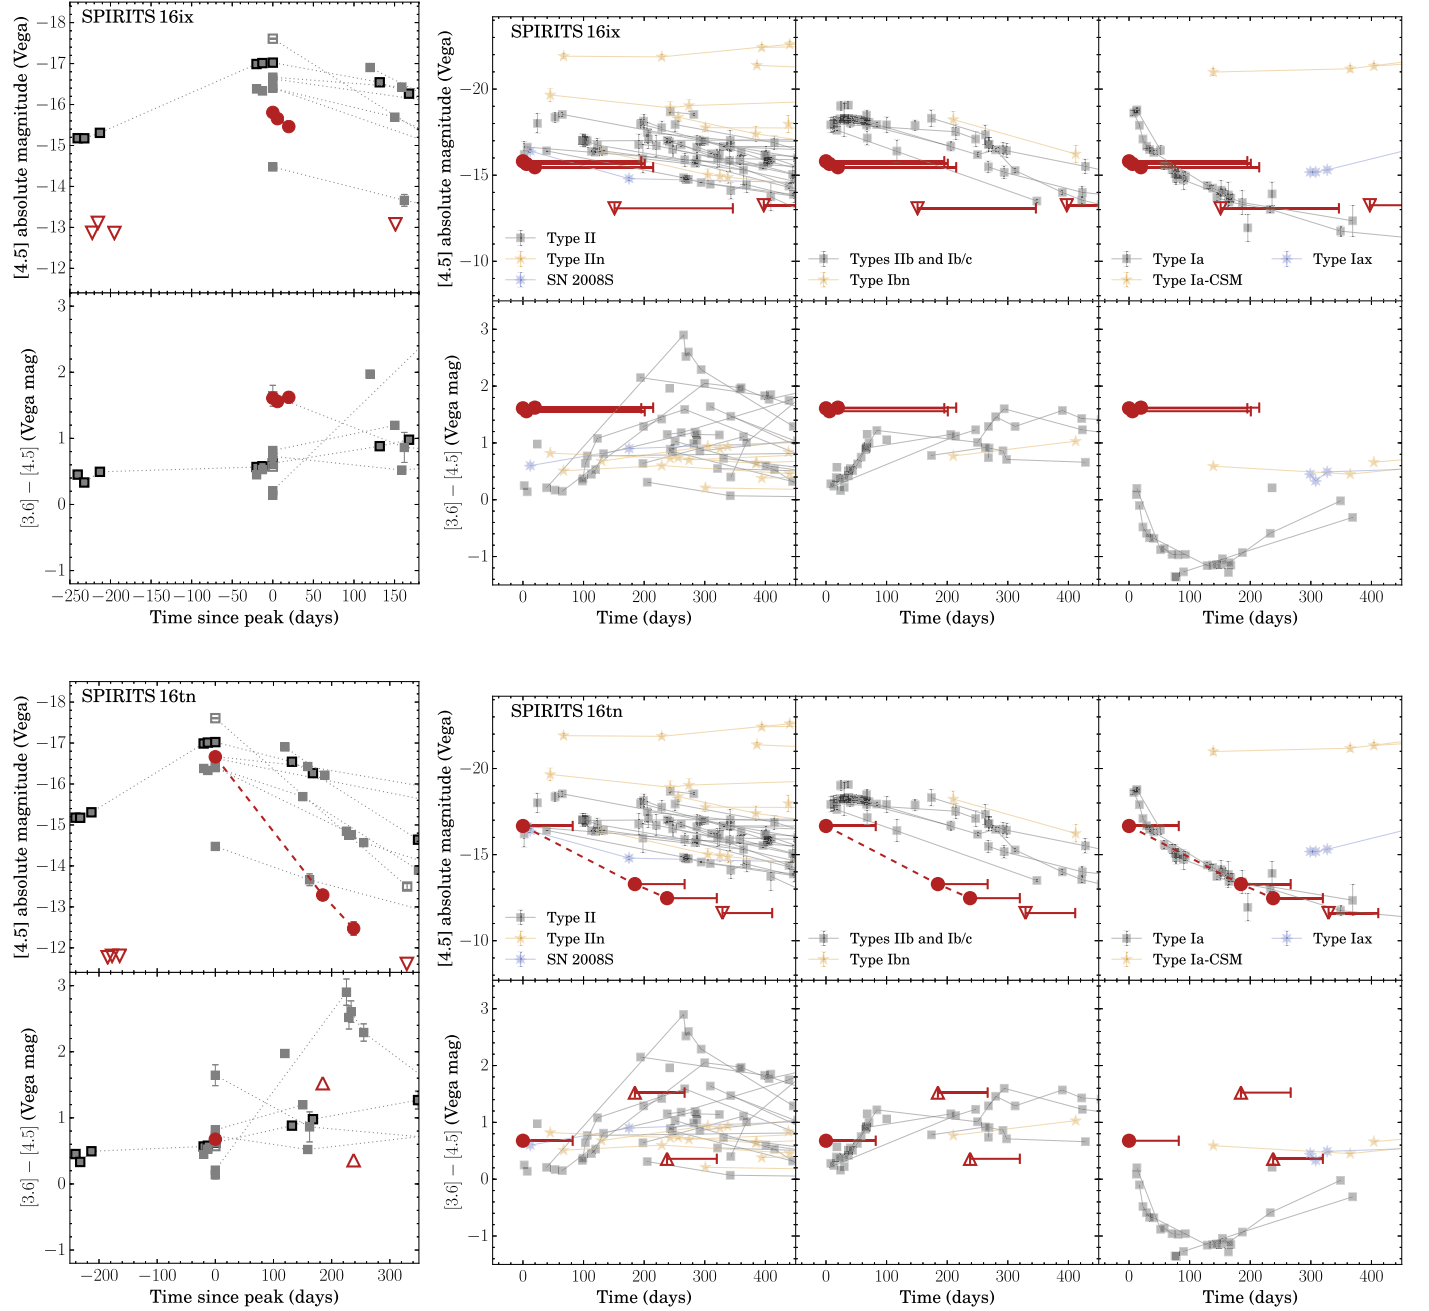 SPIRITS 16ix
[4.5] absolute magnitude (Vega)
−18
−17
−16
−15
−14
−13
−12
[3.6] − [4.5] (Vega mag)
3
2
1
0
−1
−250 −200 −150 −100 −50 0 50 100 150
Time since peak (days)
SPIRITS 16ix
[4.5] absolute magnitude (Vega)
−20
−15
−10
Type II
Type IIn
SN 2008S
Types IIb and Ib/c
Type Ibn
Type Ia
Type Ia-CSM
Type Iax
[3.6] − [4.5] (Vega mag)
3
2
1
0
−1
0 100 200 300 400
0 100 200 300 400
0 100 200 300 400
Time (days)
Time (days)
Time (days)
SPIRITS 16tn
[4.5] absolute magnitude (Vega)
−18
−17
−16
−15
−14
−13
−12
[3.6] − [4.5] (Vega mag)
3
2
1
0
−1
−200 −100 0 100 200 300
Time since peak (days)
SPIRITS 16tn
[4.5] absolute magnitude (Vega)
−20
−15
−10
Type II
Type IIn
SN 2008S
Types IIb and Ib/c
Type Ibn
Type Ia
Type Ia-CSM
Type Iax
[3.6] − [4.5] (Vega mag)
3
2
1
0
−1
0 100 200 300 400
0 100 200 300 400
0 100 200 300 400
Time (days)
Time (days)
Time (days)